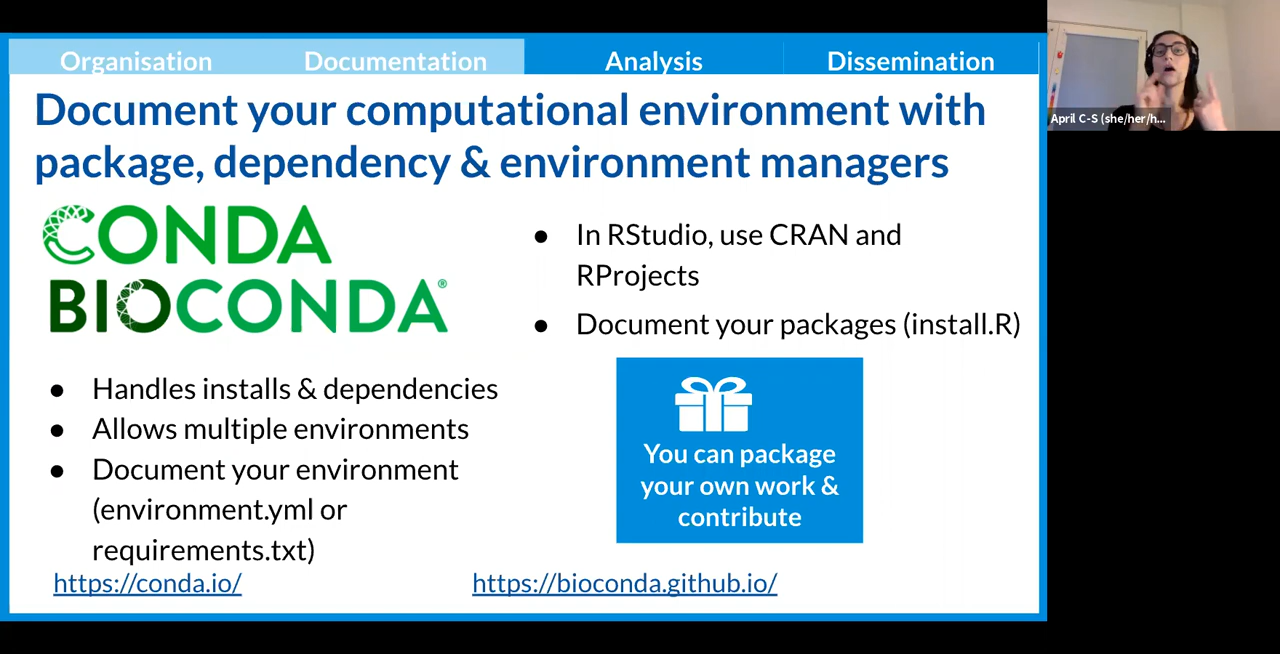 Organisation Documentation Analysis Dissemination
Document your computational environment with
package, dependency & environment managers
CONDA
BIOCONDA®
● Handles installs & dependencies
● Allows multiple environments
● Document your environment
(environment.yml or
requirements.txt)
https://conda.io/
● In RStudio, use CRAN and
RProjects
● Document your packages (install.R)
You can package
your own work &
contribute
https://bioconda.github.io/
April C-S (she/her/h...